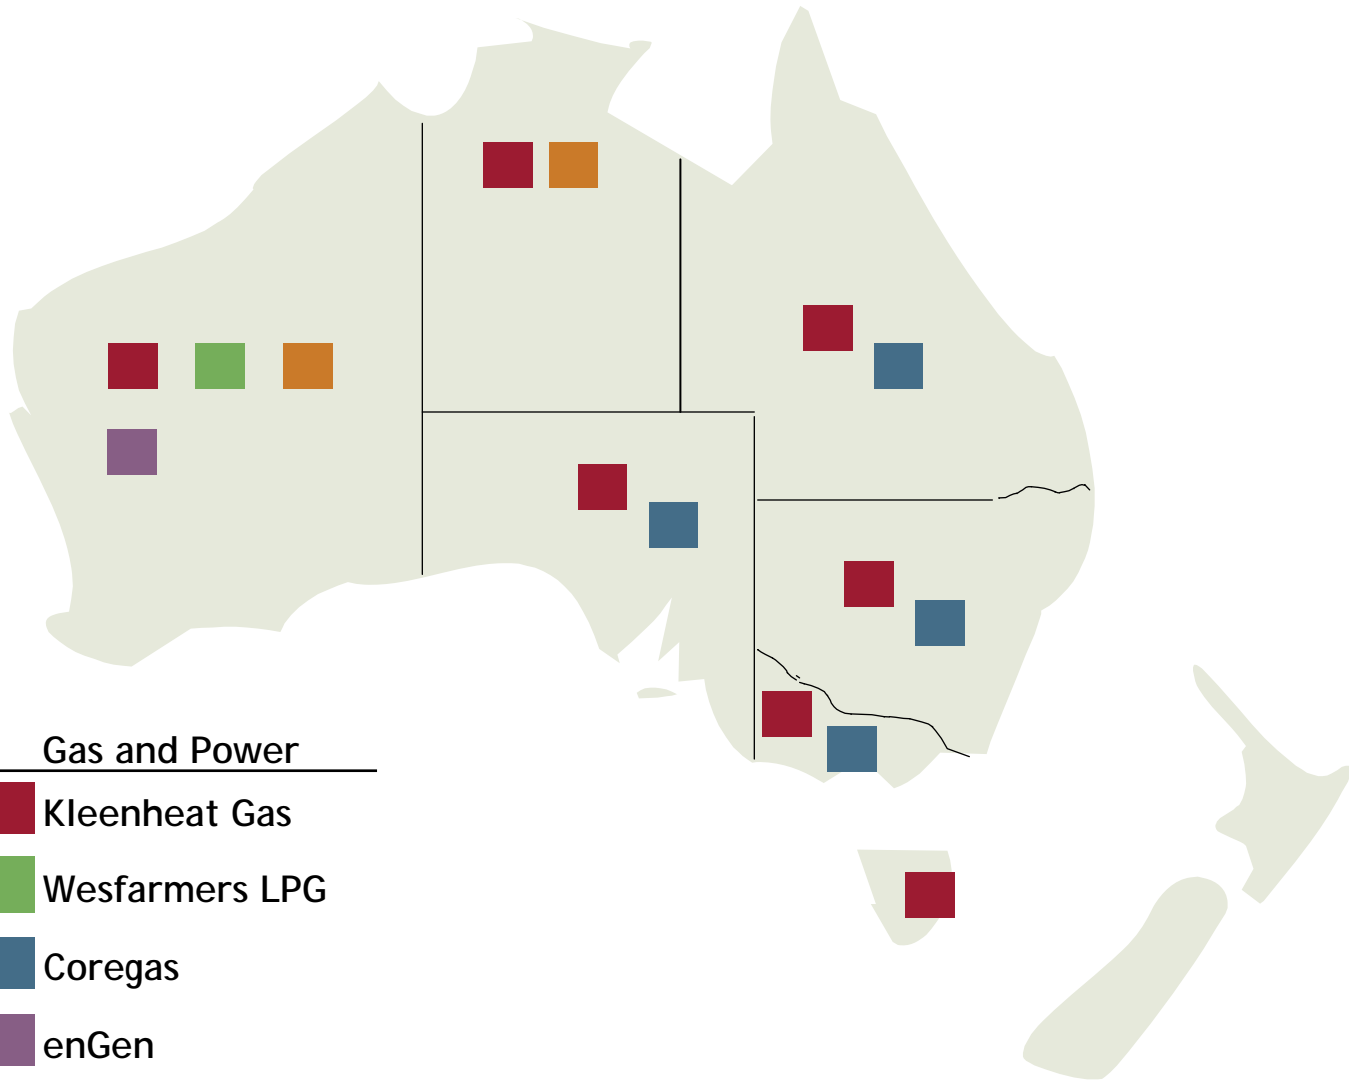 Gas and Power
Kleenheat Gas
Wesfarmers LPG
Coregas
enGen